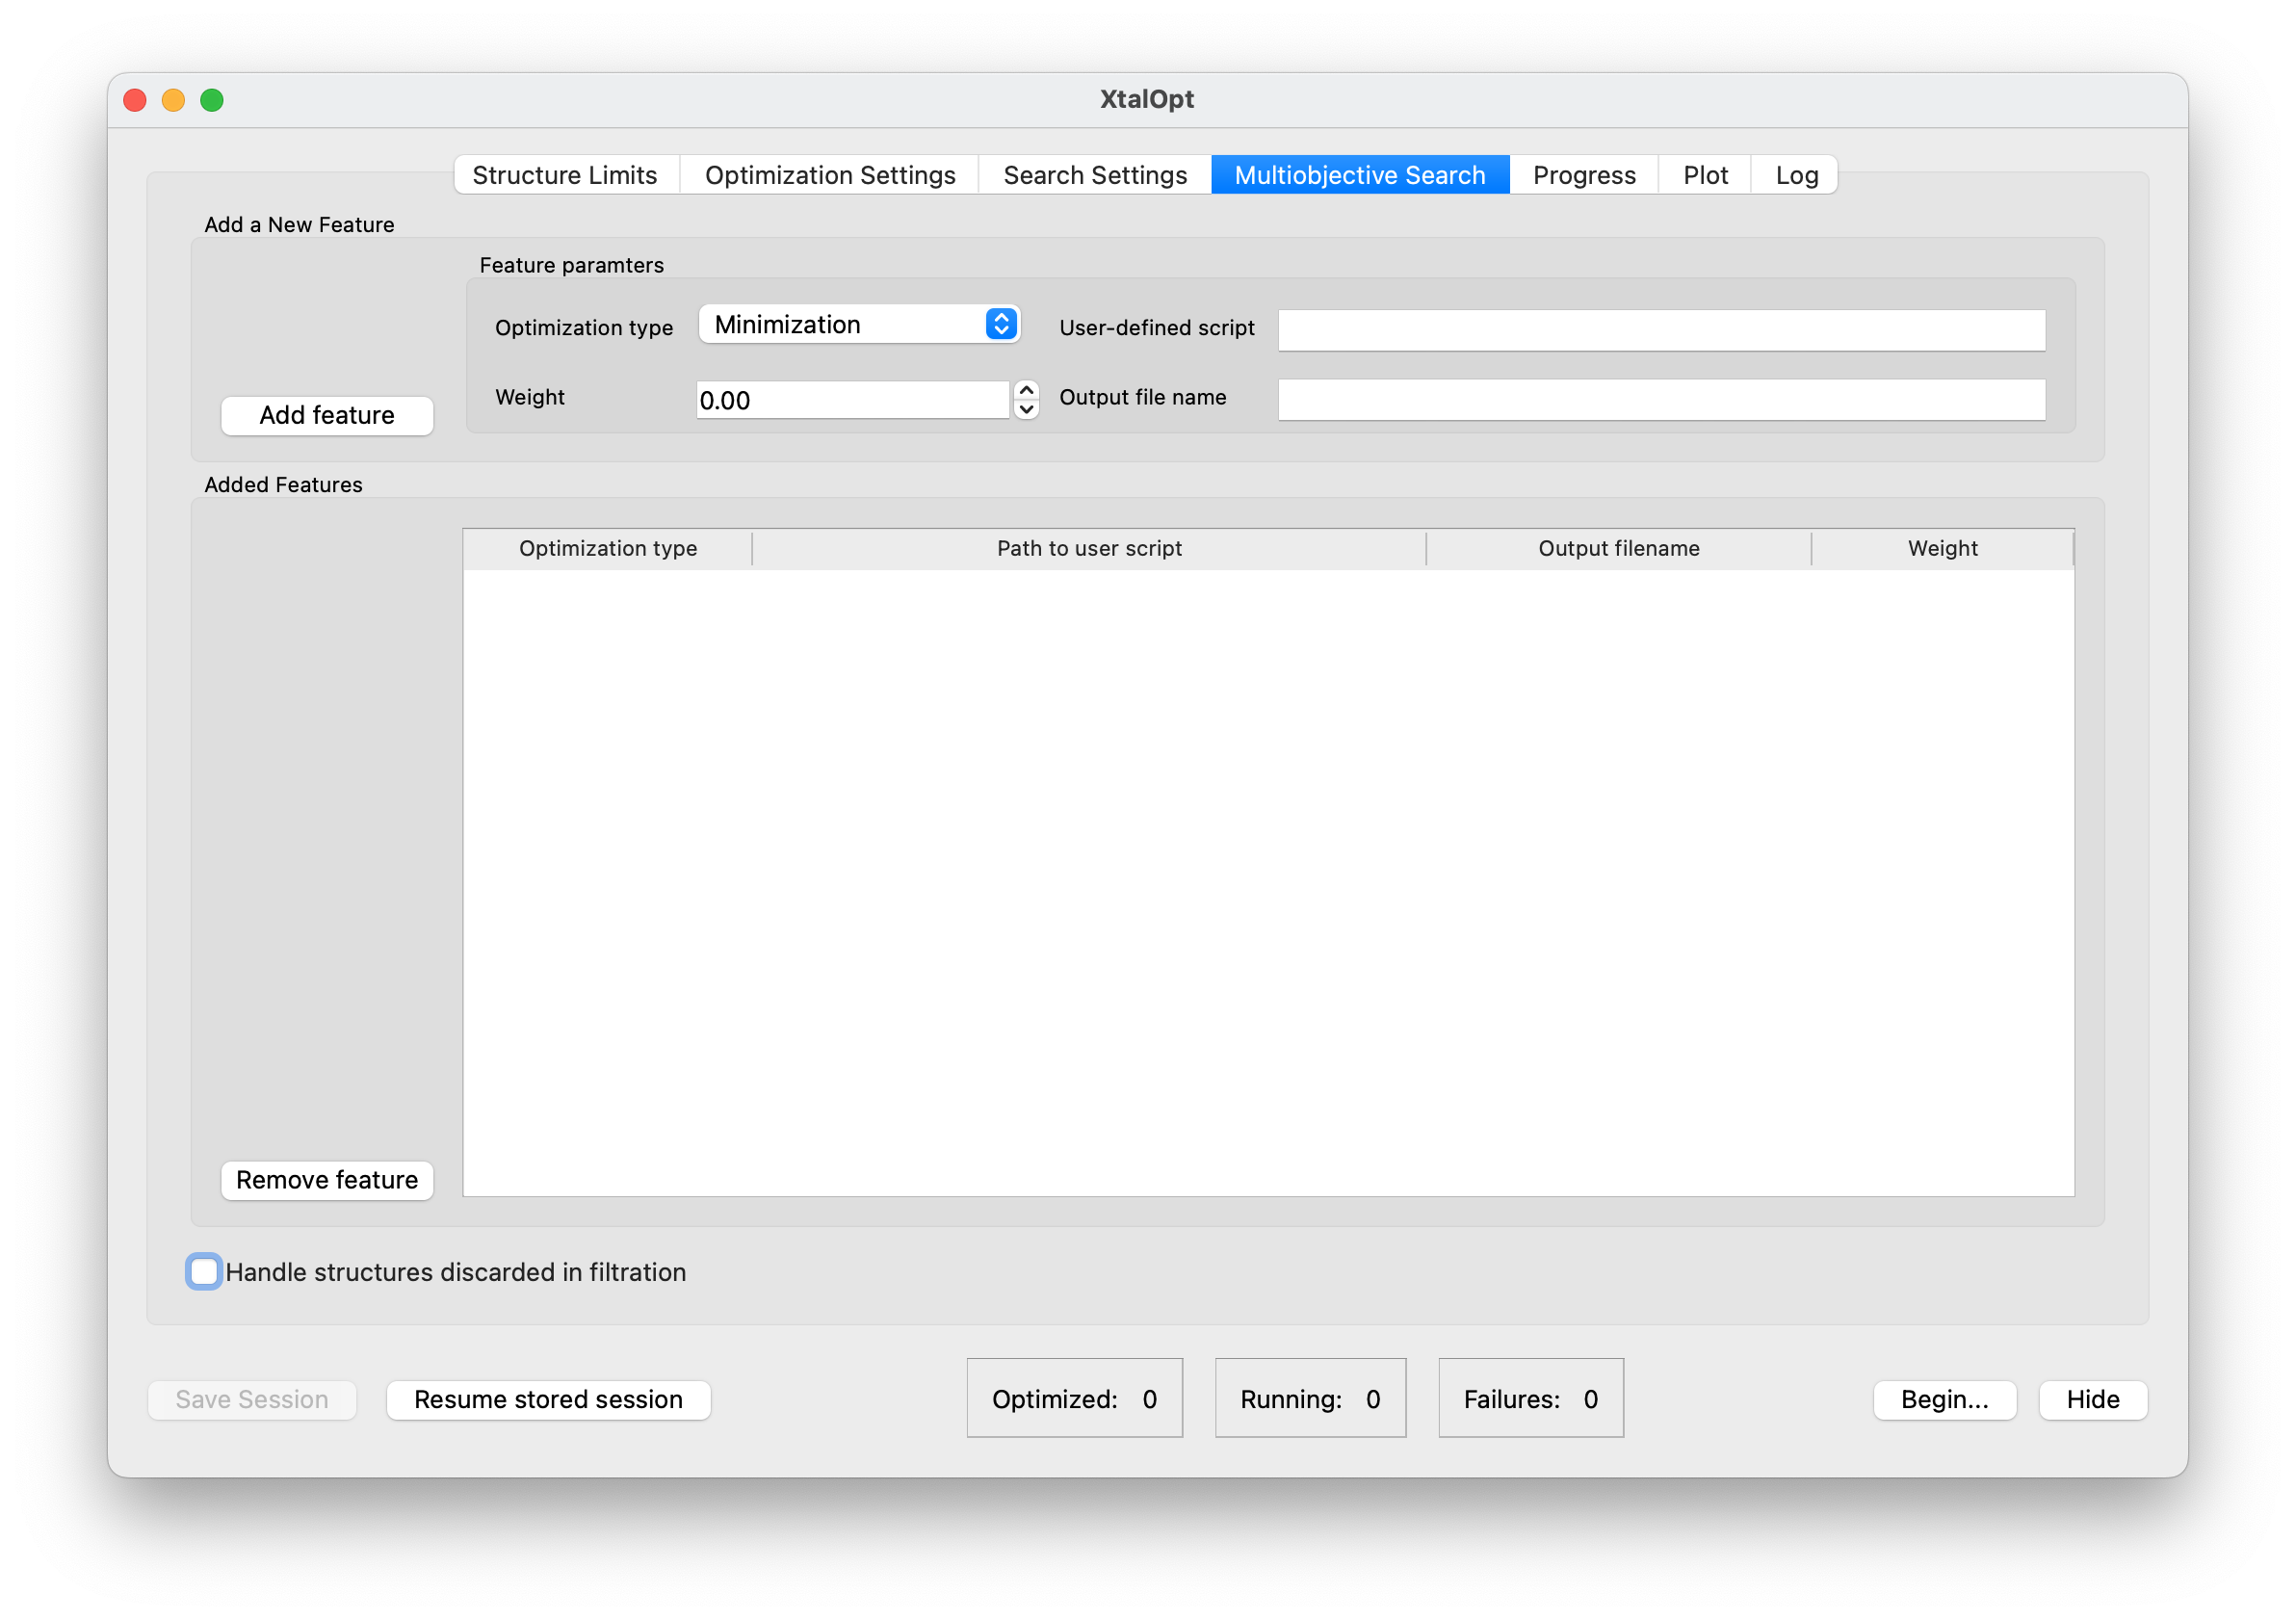 XtalOpt
Structure Limits Optimization Settings Search Settings Multiobjective Search Progress Plot Log
Add a New Feature
Feature paramters
Optimization type Minimization User-defined script
Weight 0.00 Output file name
Add feature
Added Features
Optimization type Path to user script Output filename Weight
Remove feature
Handle structures discarded in filtration
Save Session Resume stored session Optimized: 0 Running: 0 Failures: 0 Begin... Hide